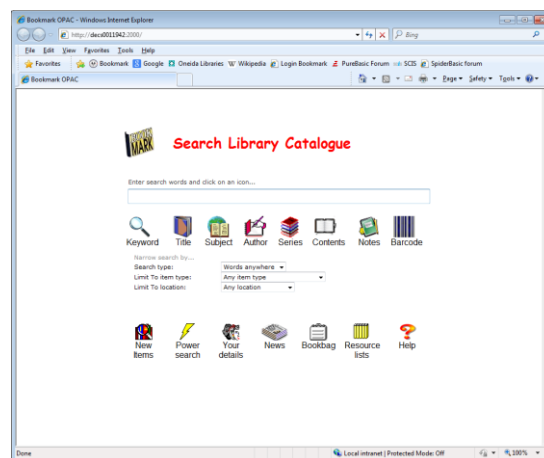 Bookmark OPAC - Windows Internet Explorer
http://decs0011942:2000/
Bing
File Edit View Favorites Tools Help
Favorites Bookmark Google Oneida Libraries Wikipedia Login Bookmark PureBasic Forum SCIS SpiderBasic forum
Bookmark OPAC
Page Safety Tools
MARK
Search Library Catalogue
Enter search words and click on an icon...
Keyword Title Subject Author Series Contents Notes Barcode
Narrow search by...
Search type: Words anywhere
Limit To item type: Any item type
Limit To location: Any location
New Items
Power search
Your details
News
Bookbag
Resource lists
Help
Done
Local intranet | Protected Mode: Off
100%